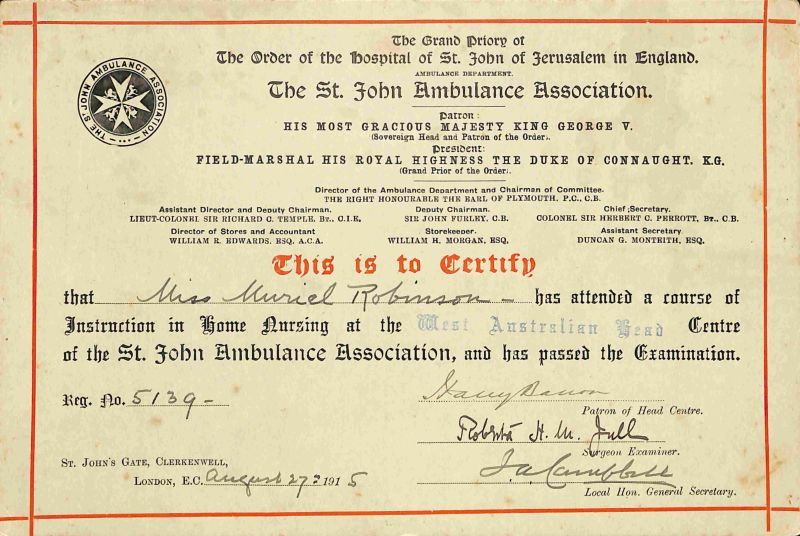 The Grand Priory of
The Order of the Hospital of St. John of Jerusalem in England.
AMBULANCE DEPARTMENT.
The St. John Ambulance Association.
THE ST. JOHN AMBULANCE ASSOCIATION
Patron:
HIS MOST GRACIOUS MAJESTY KING GEORGE V.
(Sovereign Head and Patron of the Order).
President:
FIELD-MARSHAL HIS ROYAL HIGHNESS THE DUKE OF CONNAUGHT. K.G.
(Grand Prior of the Order).
Director of the Ambulance Department and Chairman of Committee.
THE RIGHT HONOURABLE THE EARL OF PLYMOUTH. P.C., C.B.
Assistant Director and Deputy Chairman. Deputy Chairman. Chief Secretary.
LIEUT-COLONEL SIR RICHARD C. TEMPLE, Bt., C.I.E. SIR JOHN FURLEY, C.B. COLONEL SIR HERBERT C. PERROTT, Bt., C.B.
Director of Stores and Accountant Storekeeper. Assistant Secretary.
WILLIAM R. EDWARDS, ESQ. A.C.A. WILLIAM H. MORGAN, ESQ. DUNCAN G. MONTEITH, ESQ.
This is to Certify
that Miss Muriel Robinson - has attended a course of
Instruction in Home Nursing at the West Australian Head Centre
of the St. John Ambulance Association, and has passed the Examination.
Reg. No. 5139-
Harry Barron
Patron of Head Centre.
Roberta H. M. Jull
Surgeon Examiner.
ST. JOHN'S GATE, CLERKENWELL,
J. A. Campbell
LONDON, E.C. August 27th 1915
Local Hon. General Secretary.